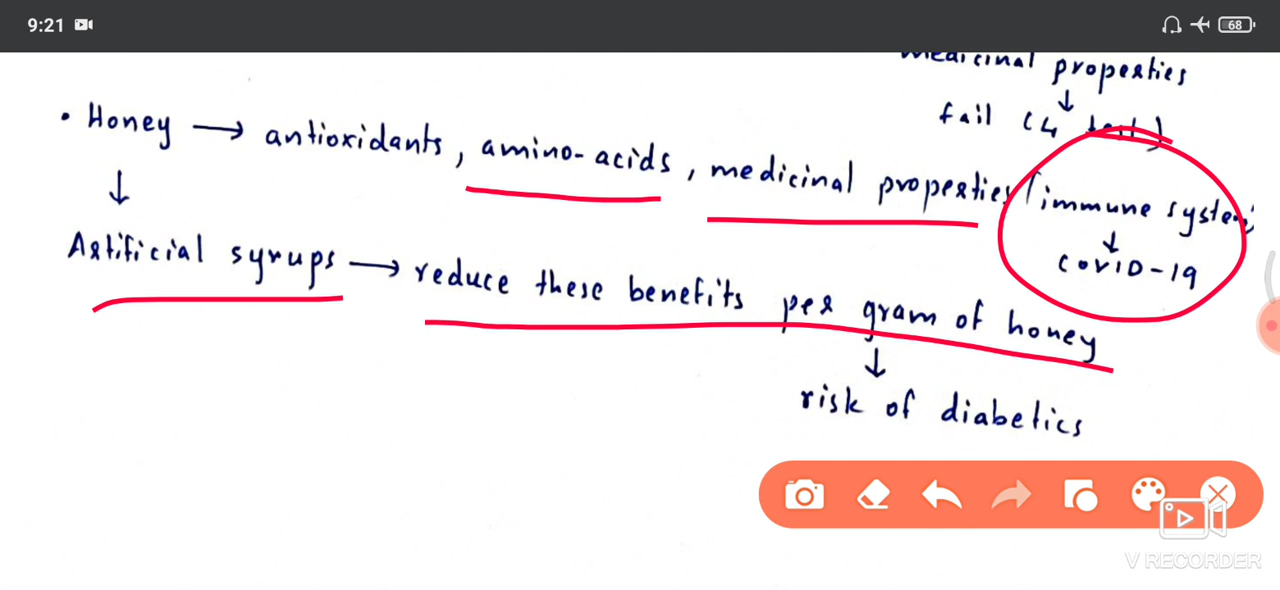 9:21
68
medicinal properties
↓
fail (4 test)
• Honey → antioxidants, amino-acids, medicinal properties (immune system)
↓
↓
COVID-19
Artificial syrups → reduce these benefits per gram of honey
↓
risk of diabetics
V RECORDER